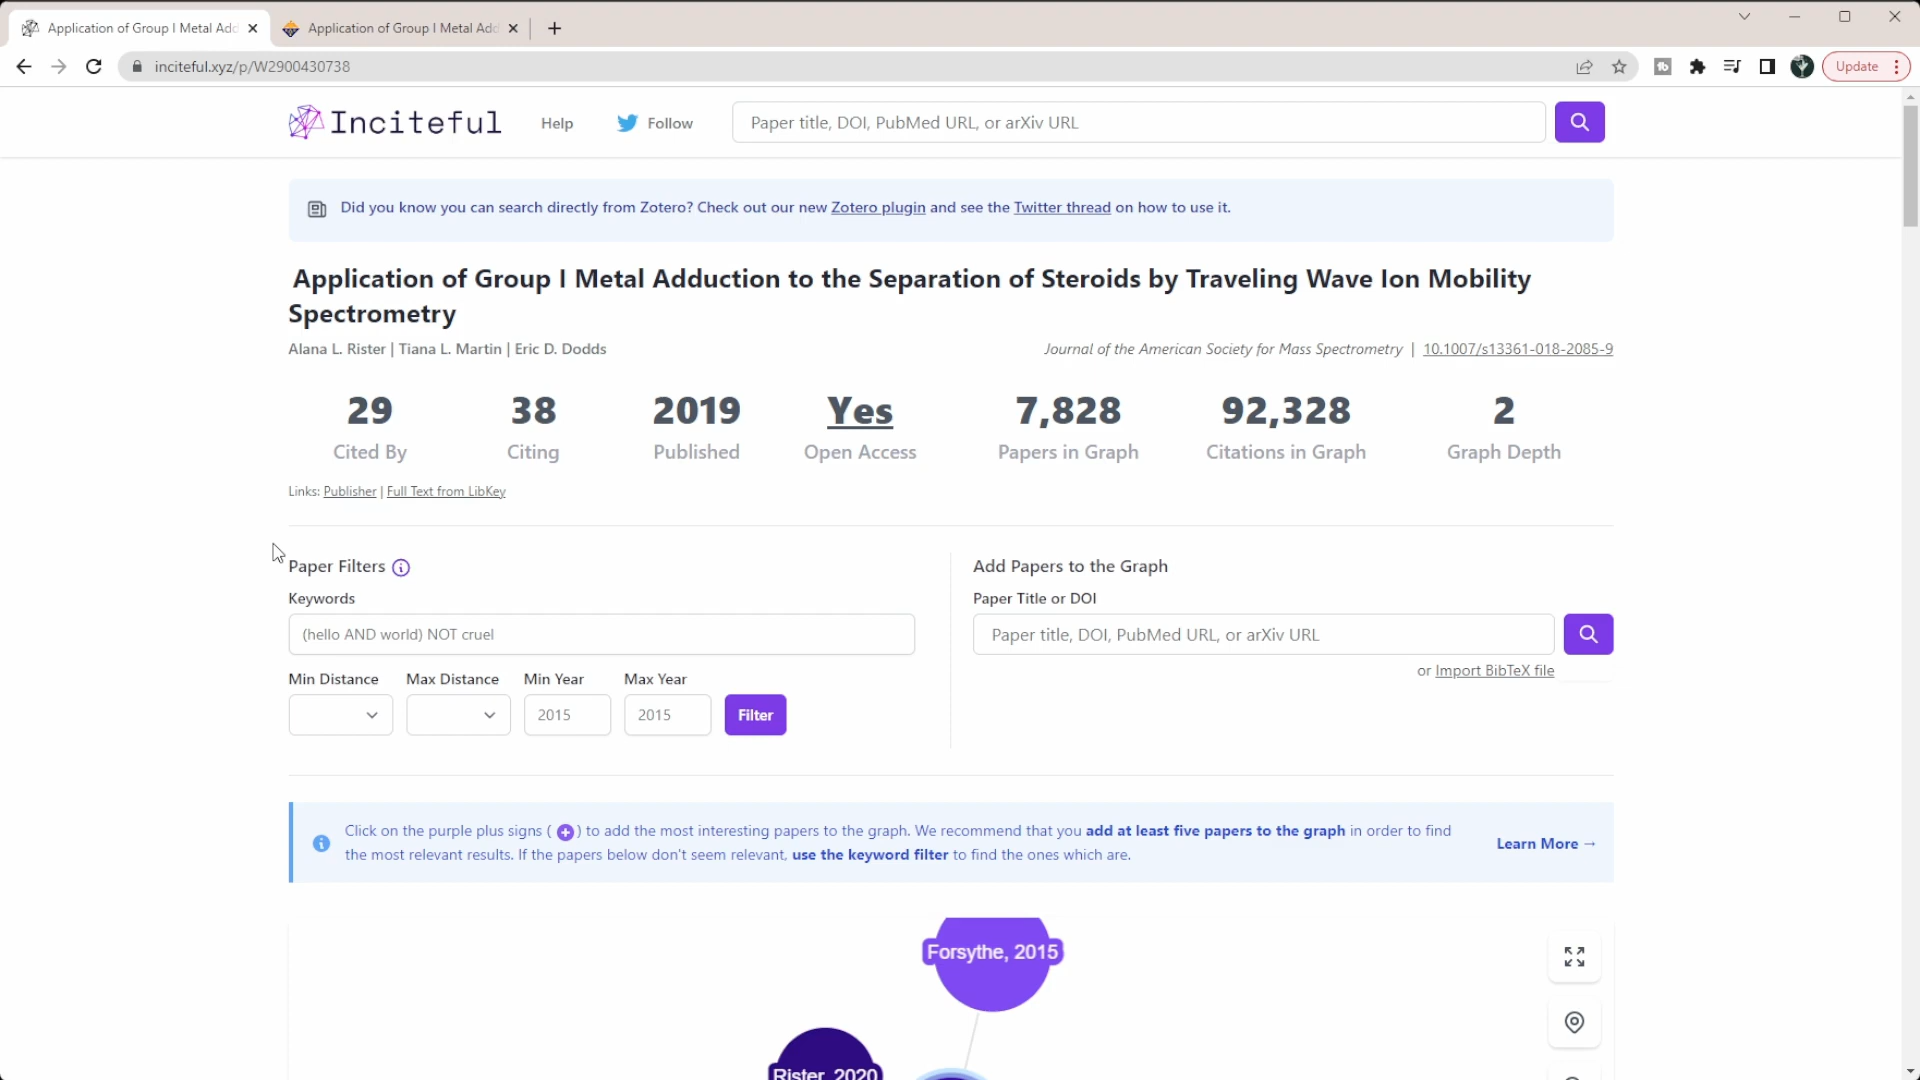 Application of Group I Metal Add
Application of Group I Metal Add
inciteful.xyz/p/W2900430738
Update
Inciteful
Help
Follow
Paper title, DOI, PubMed URL, or arXiv URL
Did you know you can search directly from Zotero? Check out our new Zotero plugin and see the Twitter thread on how to use it.
Application of Group I Metal Adduction to the Separation of Steroids by Traveling Wave Ion Mobility
Spectrometry
Alana L. Rister | Tiana L. Martin | Eric D. Dodds
Journal of the American Society for Mass Spectrometry | 10.1007/s13361-018-2085-9
29 38 2019 Yes 7,828 92,328 2
Cited By Citing Published Open Access Papers in Graph Citations in Graph Graph Depth
Links: Publisher | Full Text from LibKey
Paper Filters
Keywords
(hello AND world) NOT cruel
Min Distance Max Distance Min Year Max Year
2015 2015 Filter
Add Papers to the Graph
Paper Title or DOI
Paper title, DOI, PubMed URL, or arXiv URL
or Import BibTeX file
Click on the purple plus signs ( + ) to add the most interesting papers to the graph. We recommend that you add at least five papers to the graph in order to find
the most relevant results. If the papers below don't seem relevant, use the keyword filter to find the ones which are.
Learn More →
Forsythe, 2015
Rister, 2020